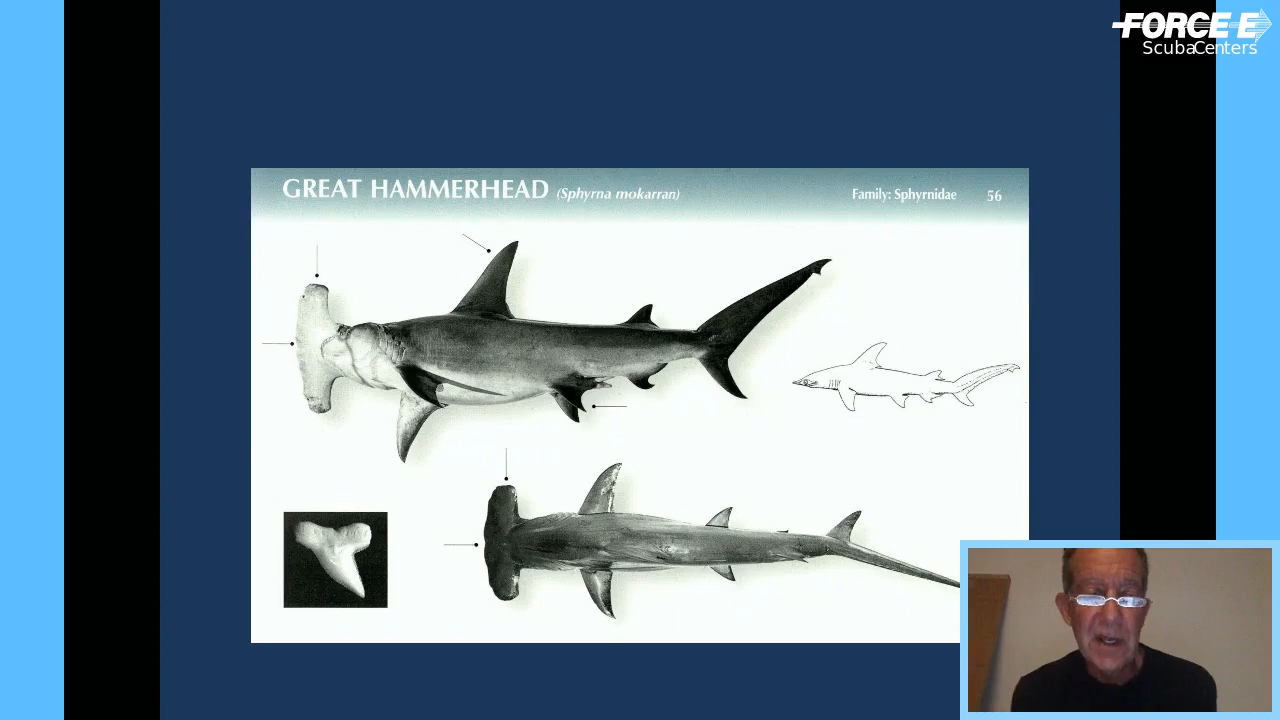 FORCE-E
ScubaCenters
GREAT HAMMERHEAD (Sphyrna mokarran) Family: Sphyrnidae 56